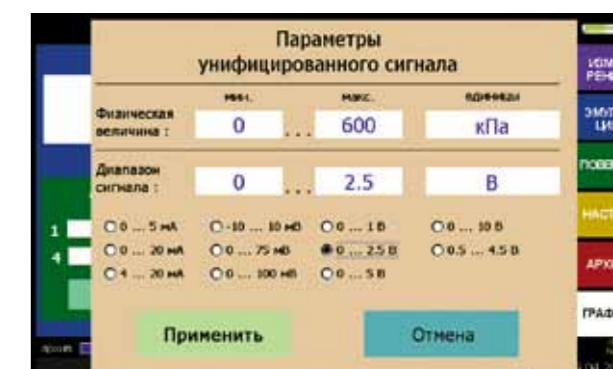 Параметры
унифицированного сигнала
мин. макс. единицы
Физическая
величина : 0 ... 600 кПа
Диапазон
сигнала : 0 ... 2.5 В
0 ... 5 мА -10 ... 10 мВ 0 ... 1 В 0 ... 10 В
0 ... 20 мА 0 ... 75 мВ 0 ... 2.5 В 0.5 ... 4.5 В
4 ... 20 мА 0 ... 100 мВ 0 ... 5 В
Применить Отмена
1
4